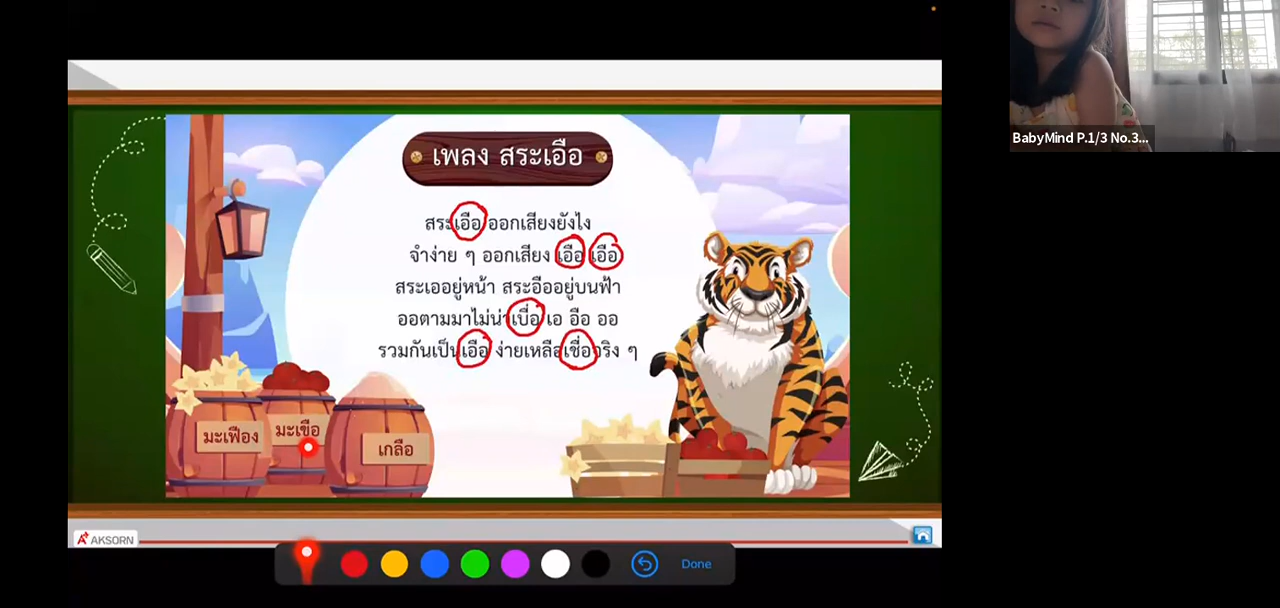 เพลง สระเอือ
สระเอือ ออกเสียงยังไง
จำง่าย ๆ ออกเสียง เอือ เอือ
สระเออยู่หน้า สระอืออยู่บนฟ้า
ออตามมาไม่น่าเบื่อ เอ อือ ออ
รวมกันเป็นเอือ ง่ายเหลือเชื่อจริง ๆ
มะเฟือง
มะเขือ
เกลือ
AKSORN
Done
BabyMind P.1/3 No.3...